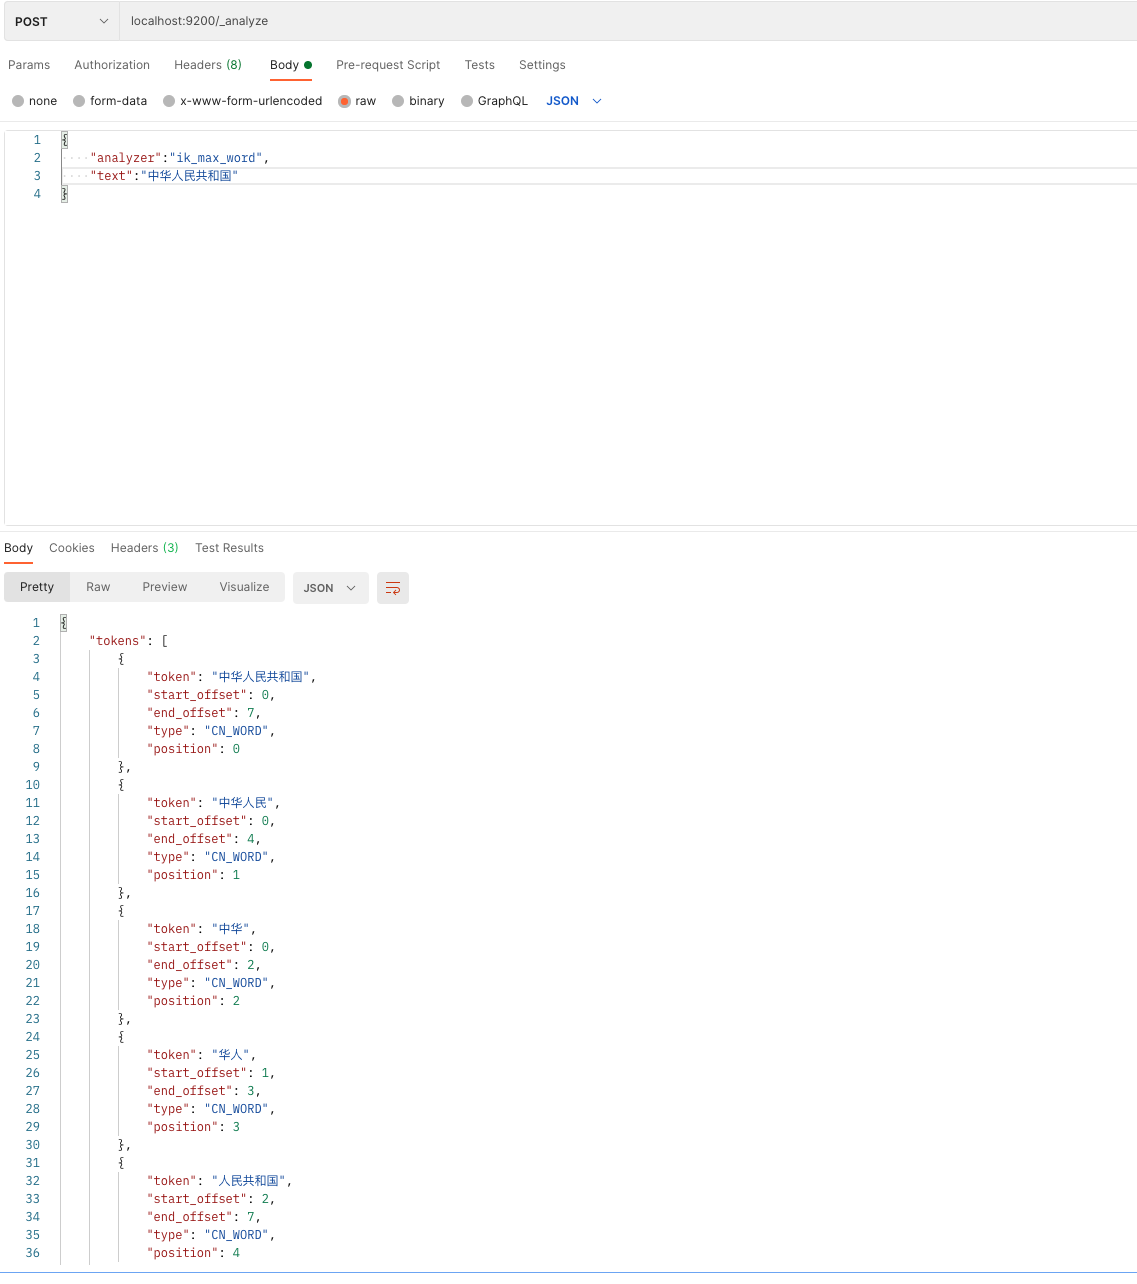 POST localhost:9200/_analyze
Params Authorization Headers (8) Body Pre-request Script Tests Settings
none form-data x-www-form-urlencoded raw binary GraphQL JSON
1 {
2 ····"analyzer":"ik_max_word",
3 ····"text":"中华人民共和国"
4 }
Body Cookies Headers (3) Test Results
Pretty Raw Preview Visualize JSON
1 {
2 "tokens": [
3 {
4 "token": "中华人民共和国",
5 "start_offset": 0,
6 "end_offset": 7,
7 "type": "CN_WORD",
8 "position": 0
9 },
10 {
11 "token": "中华人民",
12 "start_offset": 0,
13 "end_offset": 4,
14 "type": "CN_WORD",
15 "position": 1
16 },
17 {
18 "token": "中华",
19 "start_offset": 0,
20 "end_offset": 2,
21 "type": "CN_WORD",
22 "position": 2
23 },
24 {
25 "token": "华人",
26 "start_offset": 1,
27 "end_offset": 3,
28 "type": "CN_WORD",
29 "position": 3
30 },
31 {
32 "token": "人民共和国",
33 "start_offset": 2,
34 "end_offset": 7,
35 "type": "CN_WORD",
36 "position": 4